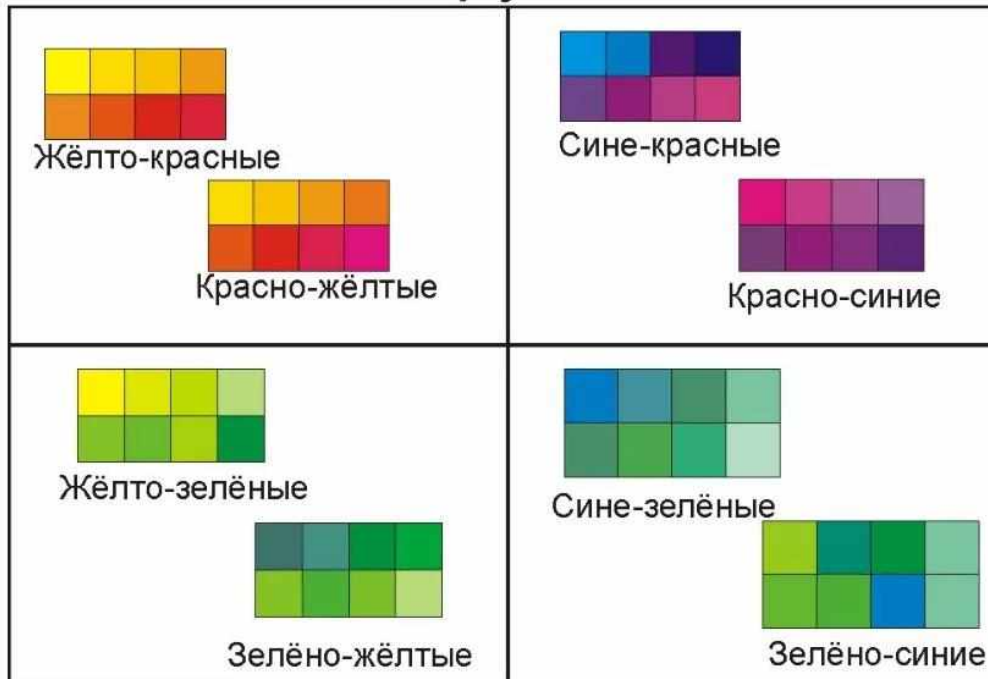 Жёлто-красные
Красно-жёлтые
Сине-красные
Красно-синие
Жёлто-зелёные
Зелёно-жёлтые
Сине-зелёные
Зелёно-синие